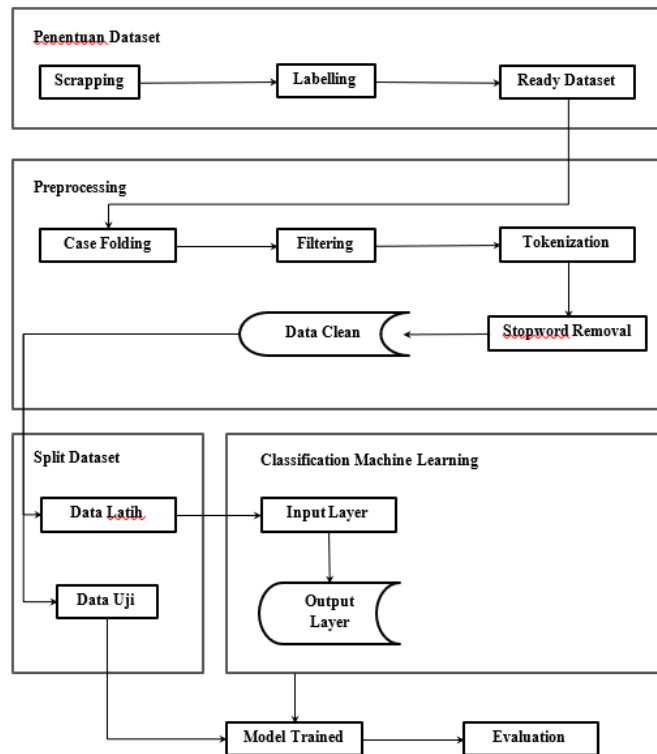 Penentuan Dataset
Scrapping
Labelling
Ready Dataset
Preprocessing
Case Folding
Filtering
Tokenization
Data Clean
Stopword Removal
Split Dataset
Classification Machine Learning
Data Latih
Input Layer
Data Uji
Output
Layer
Model Trained
Evaluation